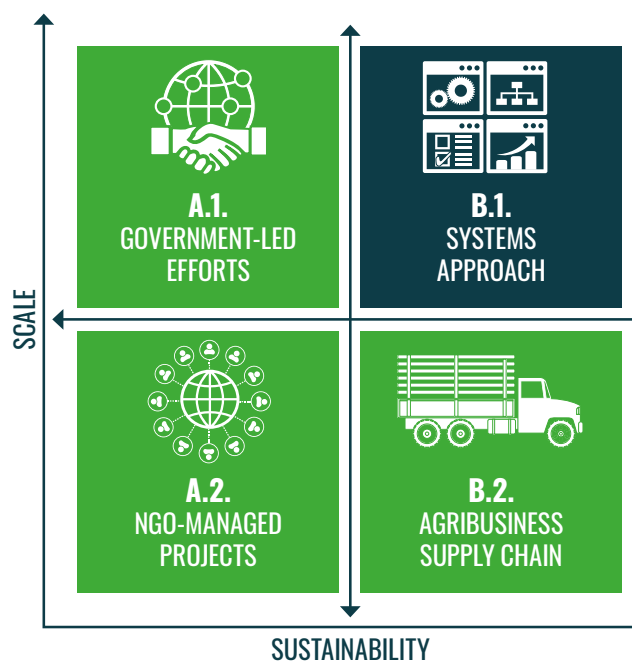 SCALE
A.1.
GOVERNMENT-LED
EFFORTS
B.1.
SYSTEMS
APPROACH
A.2.
NGO-MANAGED
PROJECTS
B.2.
AGRIBUSINESS
SUPPLY CHAIN
SUSTAINABILITY